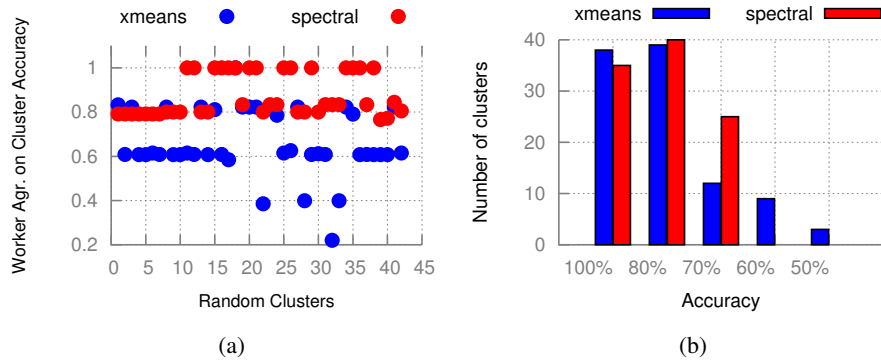 xmeans
spectral
Worker Agr. on Cluster Accuracy
1
0.8
0.6
0.4
0.2
0 5 10 15 20 25 30 35 40 45
Random Clusters
(a)
xmeans
spectral
Number of clusters
40
30
20
10
0
100% 80% 70% 60% 50%
Accuracy
(b)